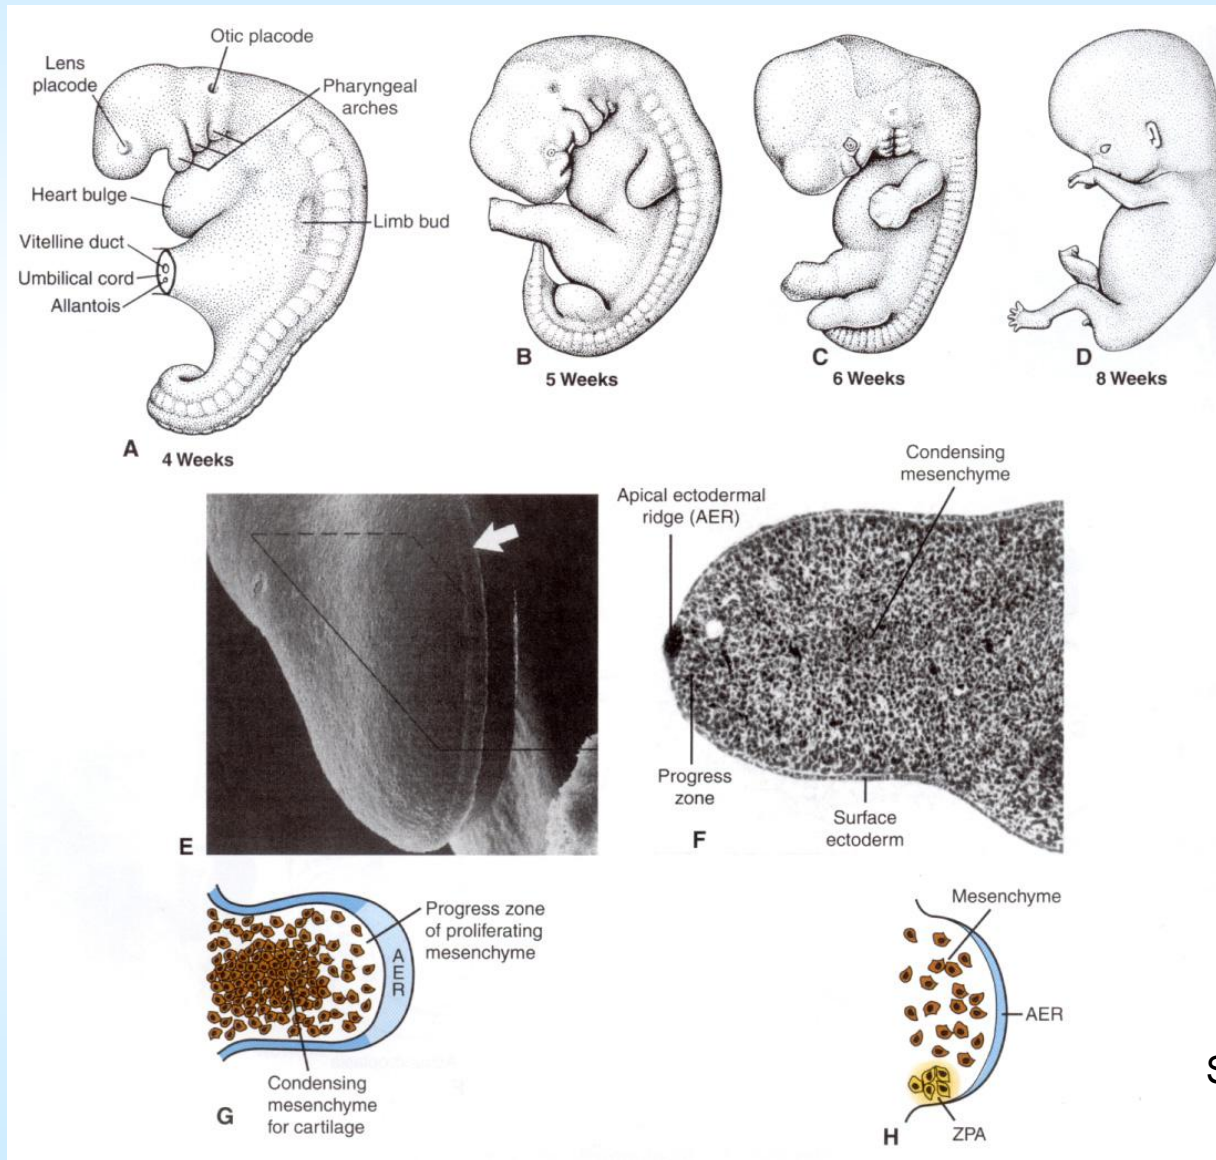 Otic placode
Lens
placode
Pharyngeal
arches
Heart bulge
Limb bud
Vitelline duct
Umbilical cord
Allantois
A
4 Weeks
B
5 Weeks
C
6 Weeks
D
8 Weeks
Condensing
mesenchyme
Apical ectodermal
ridge (AER)
Progress
zone
Surface
ectoderm
E
F
Progress zone
of proliferating
mesenchyme
A
E
R
Condensing
mesenchyme
for cartilage
G
Mesenchyme
AER
S
ZPA
H